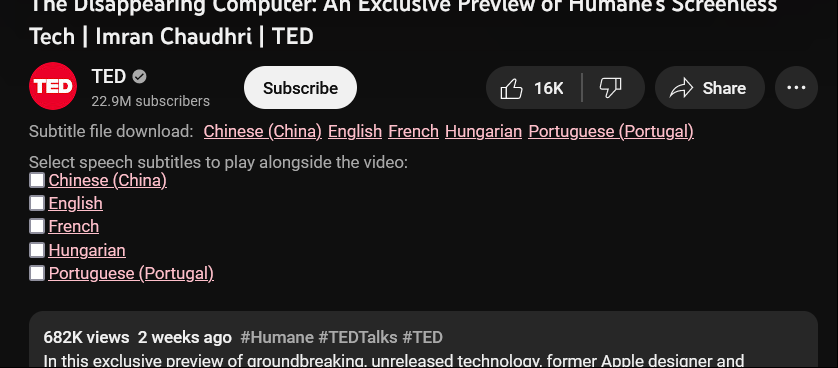 The Disappearing Computer: An Exclusive Preview of Humane's Screenless
Tech | Imran Chaudhri | TED
TED
TED
Subscribe
16K
Share
22.9M subscribers
Subtitle file download: Chinese (China) English French Hungarian Portuguese (Portugal)
Select speech subtitles to play alongside the video:
Chinese (China)
English
French
Hungarian
Portuguese (Portugal)
682K views 2 weeks ago #Humane #TEDTalks #TED
In this exclusive preview of groundbreaking, unreleased technology, former Apple designer and